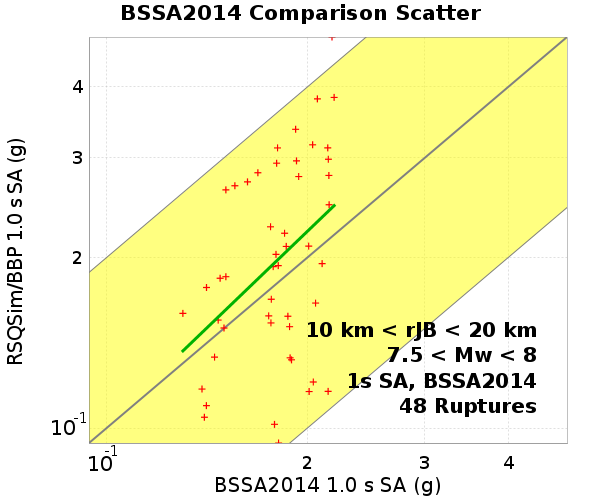 BSSA2014 Comparison Scatter
RSQSim/BBP 1.0 s SA (g)
4
3
2
10⁻¹
10 km < rJB < 20 km
7.5 < Mw < 8
1s SA, BSSA2014
48 Ruptures
10⁻¹ 2 3 4
BSSA2014 1.0 s SA (g)